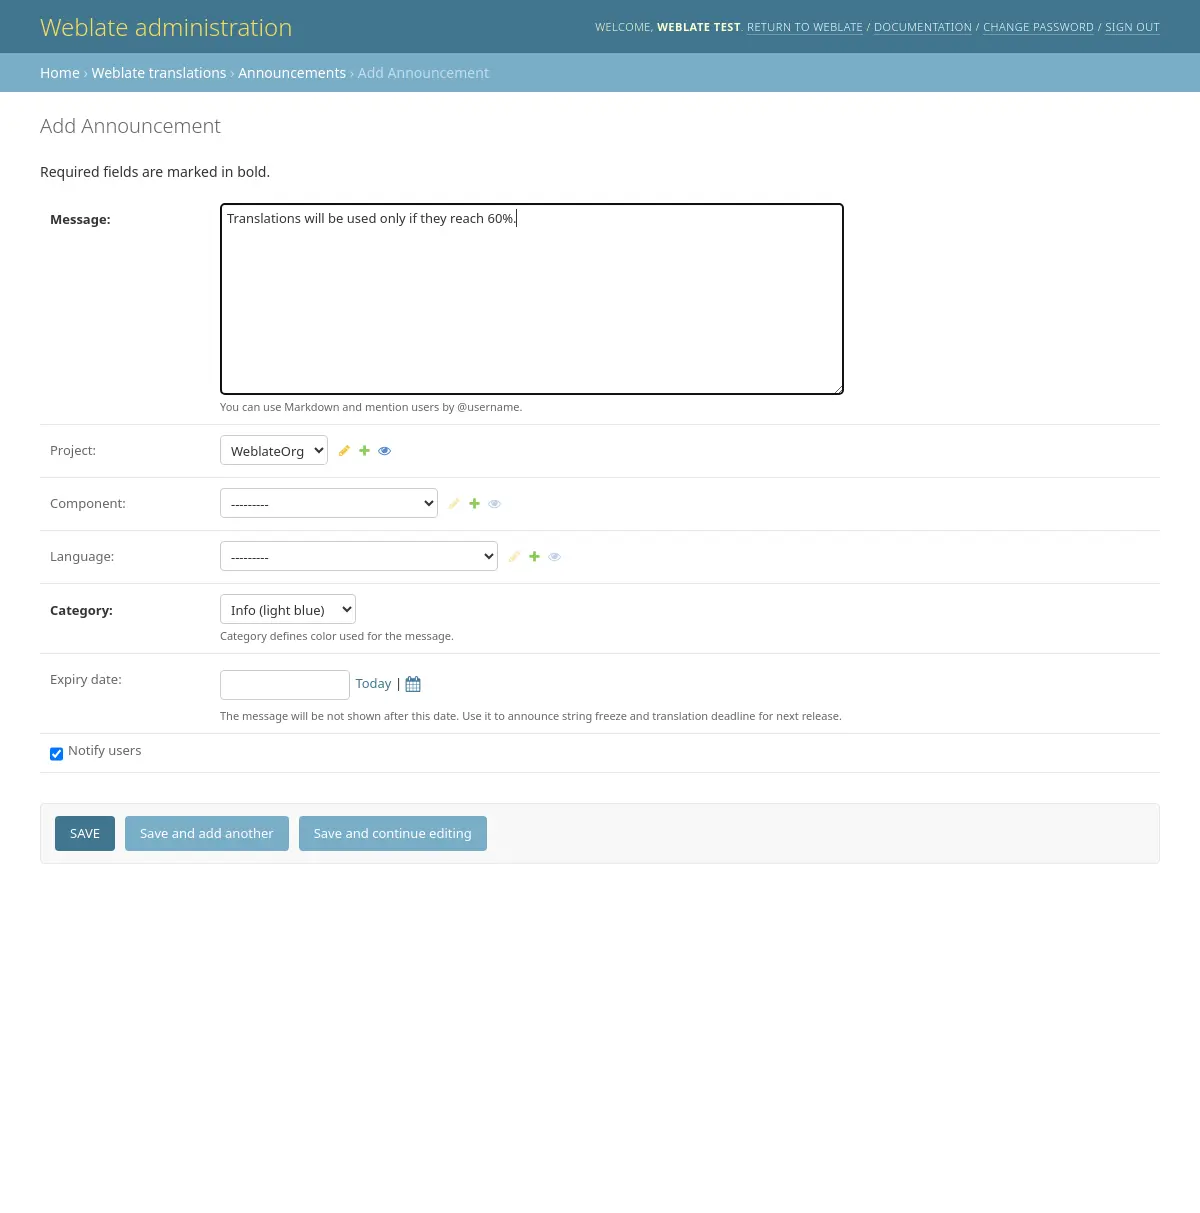 Weblate administration
WELCOME, WEBLATE TEST. RETURN TO WEBLATE / DOCUMENTATION / CHANGE PASSWORD / SIGN OUT
Home › Weblate translations › Announcements › Add Announcement
Add Announcement
Required fields are marked in bold.
Message:
Translations will be used only if they reach 60%.
You can use Markdown and mention users by @username.
Project:
WeblateOrg
Component:
---------
Language:
---------
Category:
Info (light blue)
Category defines color used for the message.
Expiry date:
Today |
The message will be not shown after this date. Use it to announce string freeze and translation deadline for next release.
Notify users
SAVE
Save and add another
Save and continue editing